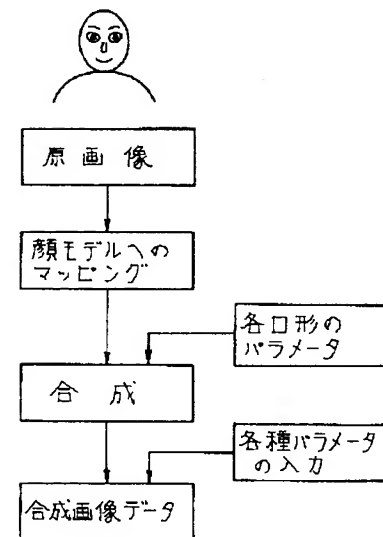 原画像
顔モデルへの
マッピング
各口形の
パラメータ
合成
各種パラメータ
の入力
合成画像データ